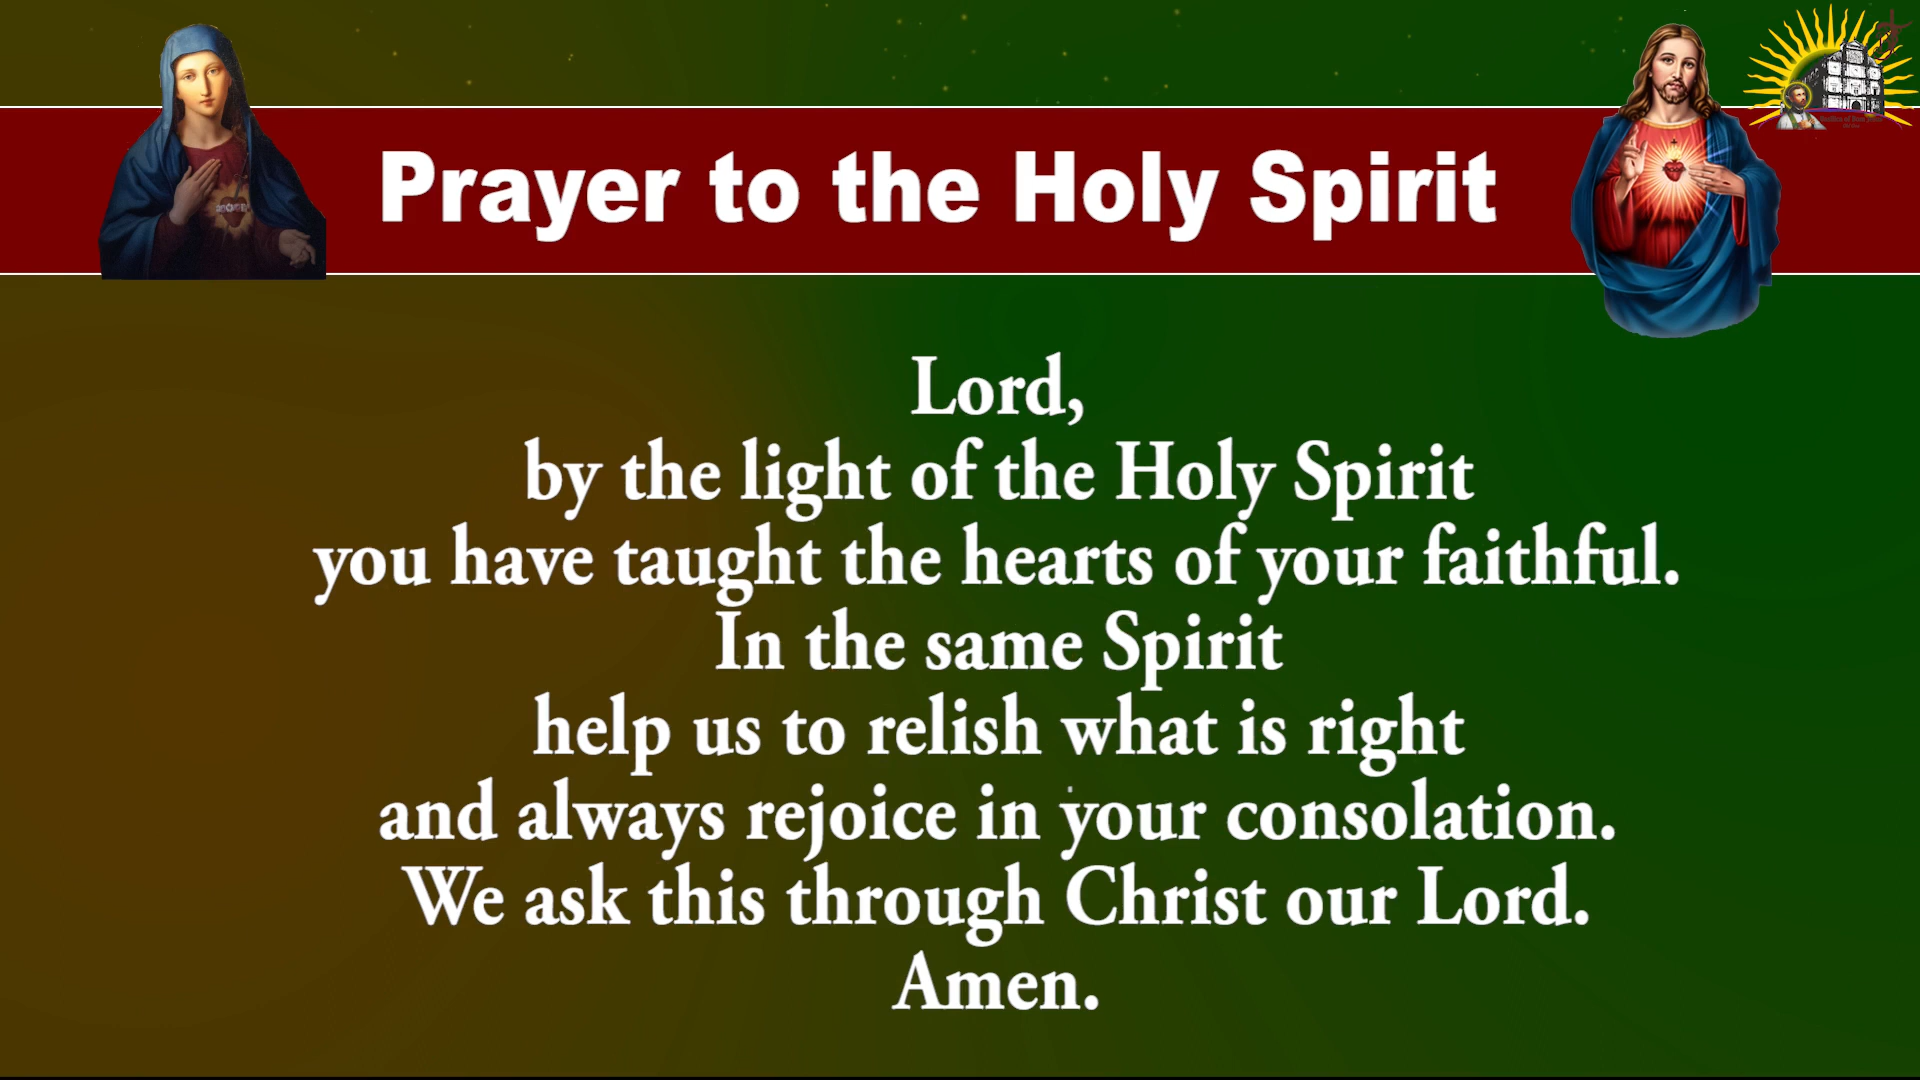 Prayer to the Holy Spirit
Lord,
by the light of the Holy Spirit
you have taught the hearts of your faithful.
In the same Spirit
help us to relish what is right
and always rejoice in your consolation.
We ask this through Christ our Lord.
Amen.